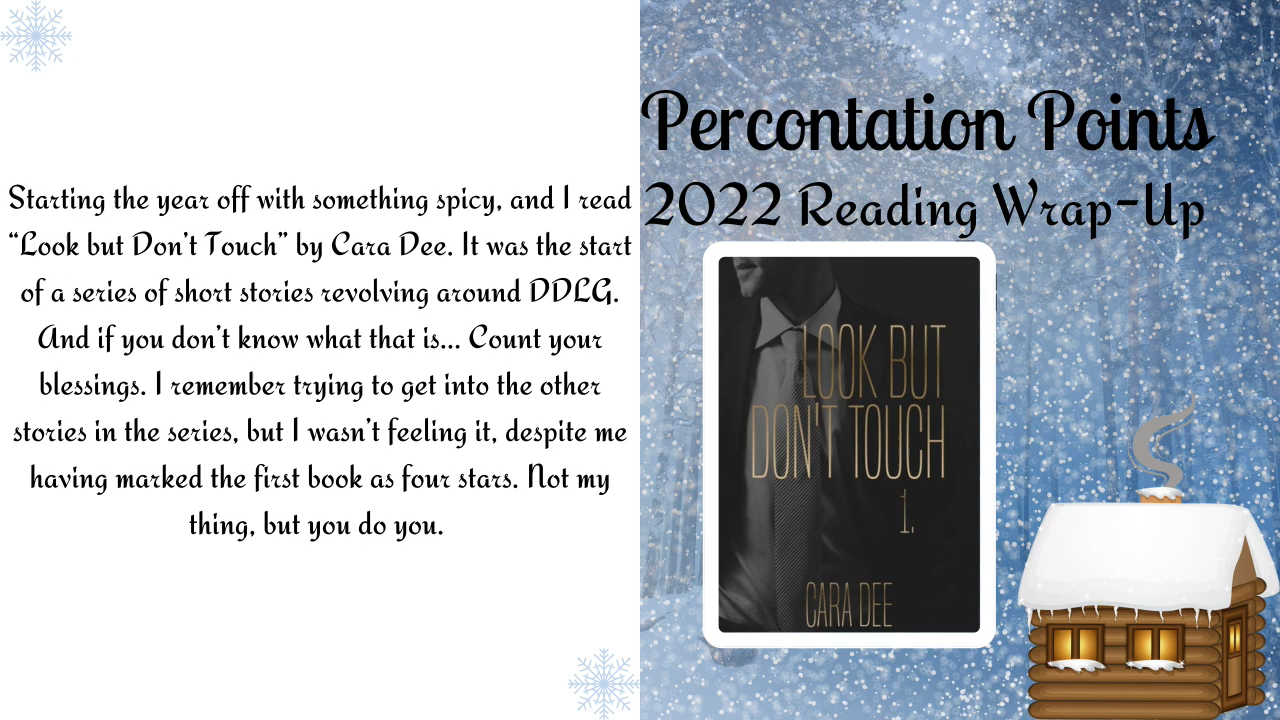 Starting the year off with something spicy, and I read
“Look but Don’t Touch” by Cara Dee. It was the start
of a series of short stories revolving around DDLG.
And if you don’t know what that is... Count your
blessings. I remember trying to get into the other
stories in the series, but I wasn’t feeling it, despite me
having marked the first book as four stars. Not my
thing, but you do you.
Percontation Points
2022 Reading Wrap-Up
LOOK BUT
DON'T TOUCH
1.
CARA DEE